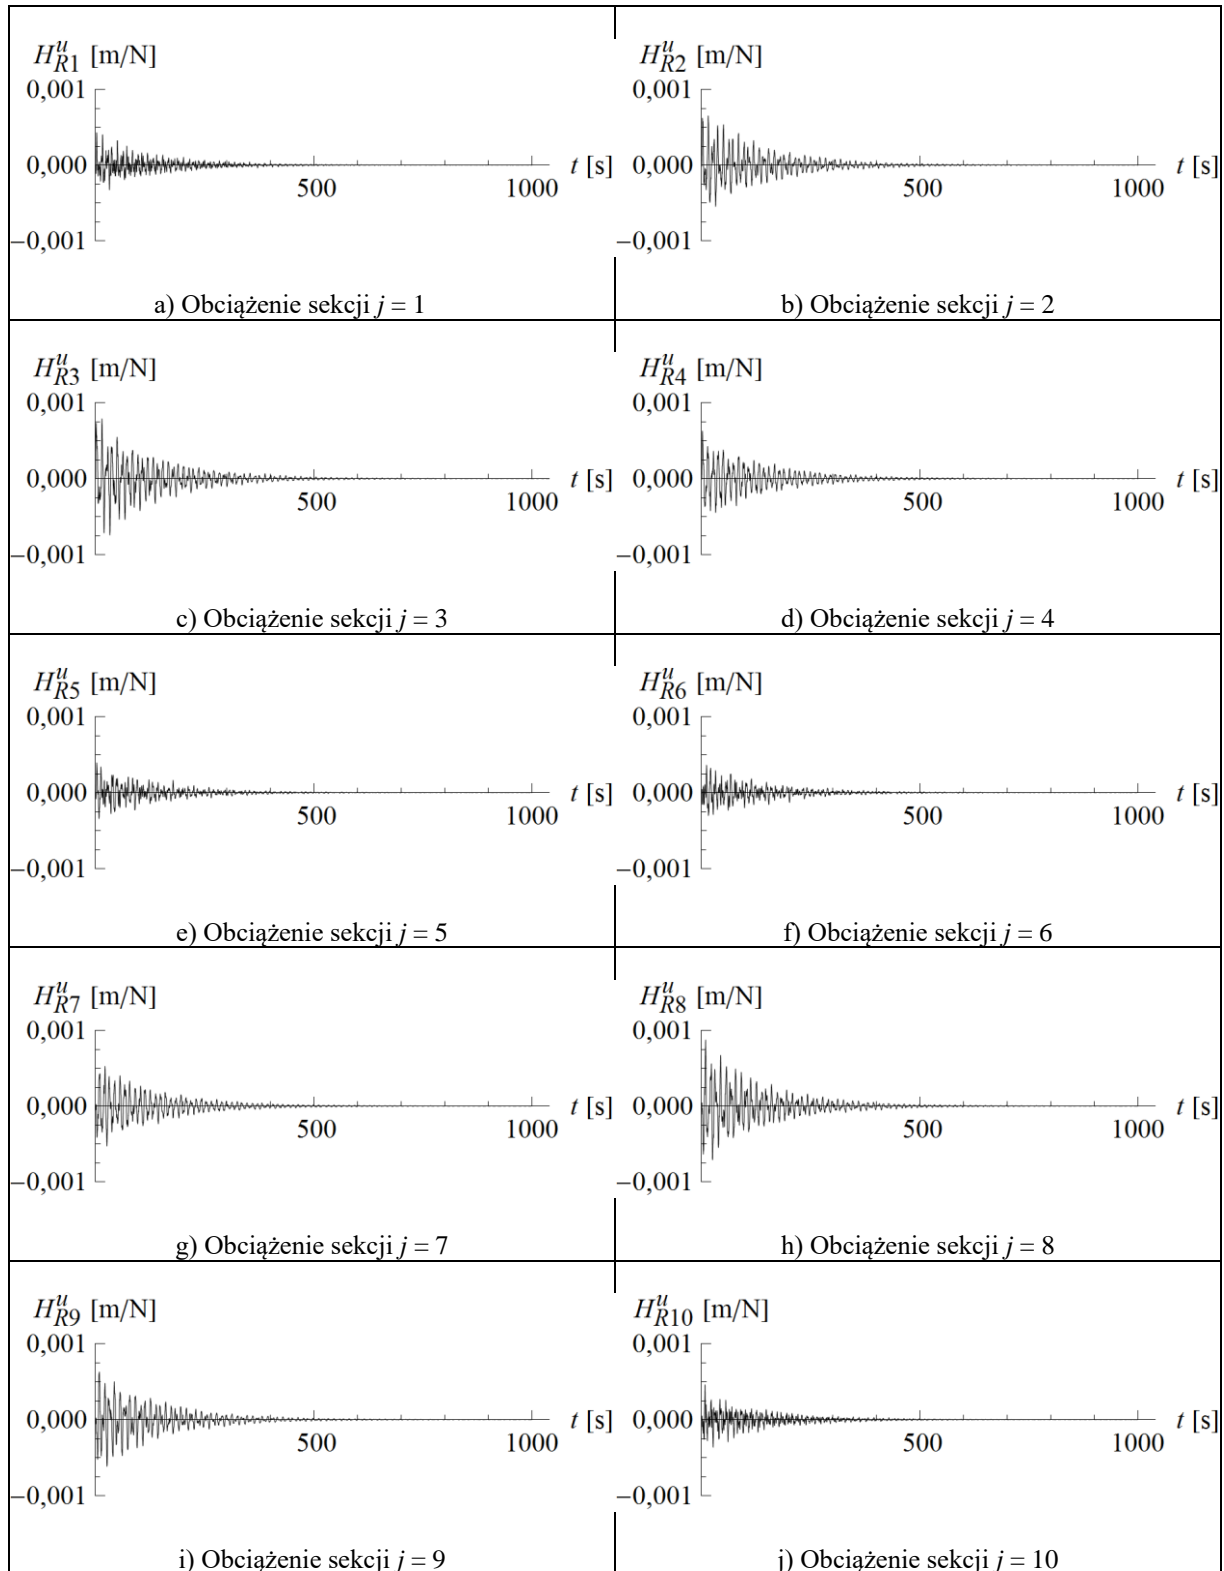 H^u_R1 [m/N]
0,001
0,000
−0,001
500
1000
t [s]
a) Obciążenie sekcji j = 1
H^u_R2 [m/N]
0,001
0,000
−0,001
500
1000
t [s]
b) Obciążenie sekcji j = 2
H^u_R3 [m/N]
0,001
0,000
−0,001
500
1000
t [s]
c) Obciążenie sekcji j = 3
H^u_R4 [m/N]
0,001
0,000
−0,001
500
1000
t [s]
d) Obciążenie sekcji j = 4
H^u_R5 [m/N]
0,001
0,000
−0,001
500
1000
t [s]
e) Obciążenie sekcji j = 5
H^u_R6 [m/N]
0,001
0,000
−0,001
500
1000
t [s]
f) Obciążenie sekcji j = 6
H^u_R7 [m/N]
0,001
0,000
−0,001
500
1000
t [s]
g) Obciążenie sekcji j = 7
H^u_R8 [m/N]
0,001
0,000
−0,001
500
1000
t [s]
h) Obciążenie sekcji j = 8
H^u_R9 [m/N]
0,001
0,000
−0,001
500
1000
t [s]
i) Obciążenie sekcji j = 9
H^u_R10 [m/N]
0,001
0,000
−0,001
500
1000
t [s]
j) Obciążenie sekcji j = 10